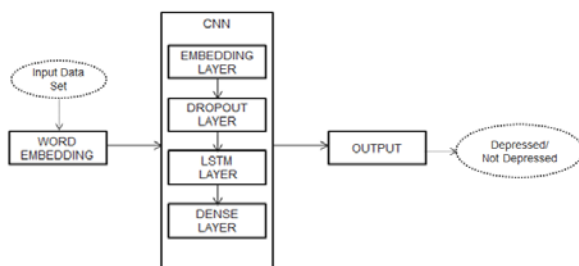 CNN
Input Data
Set
WORD
EMBEDDING
EMBEDDING
LAYER
DROPOUT
LAYER
LSTM
LAYER
DENSE
LAYER
OUTPUT
Depressed/
Not Depressed